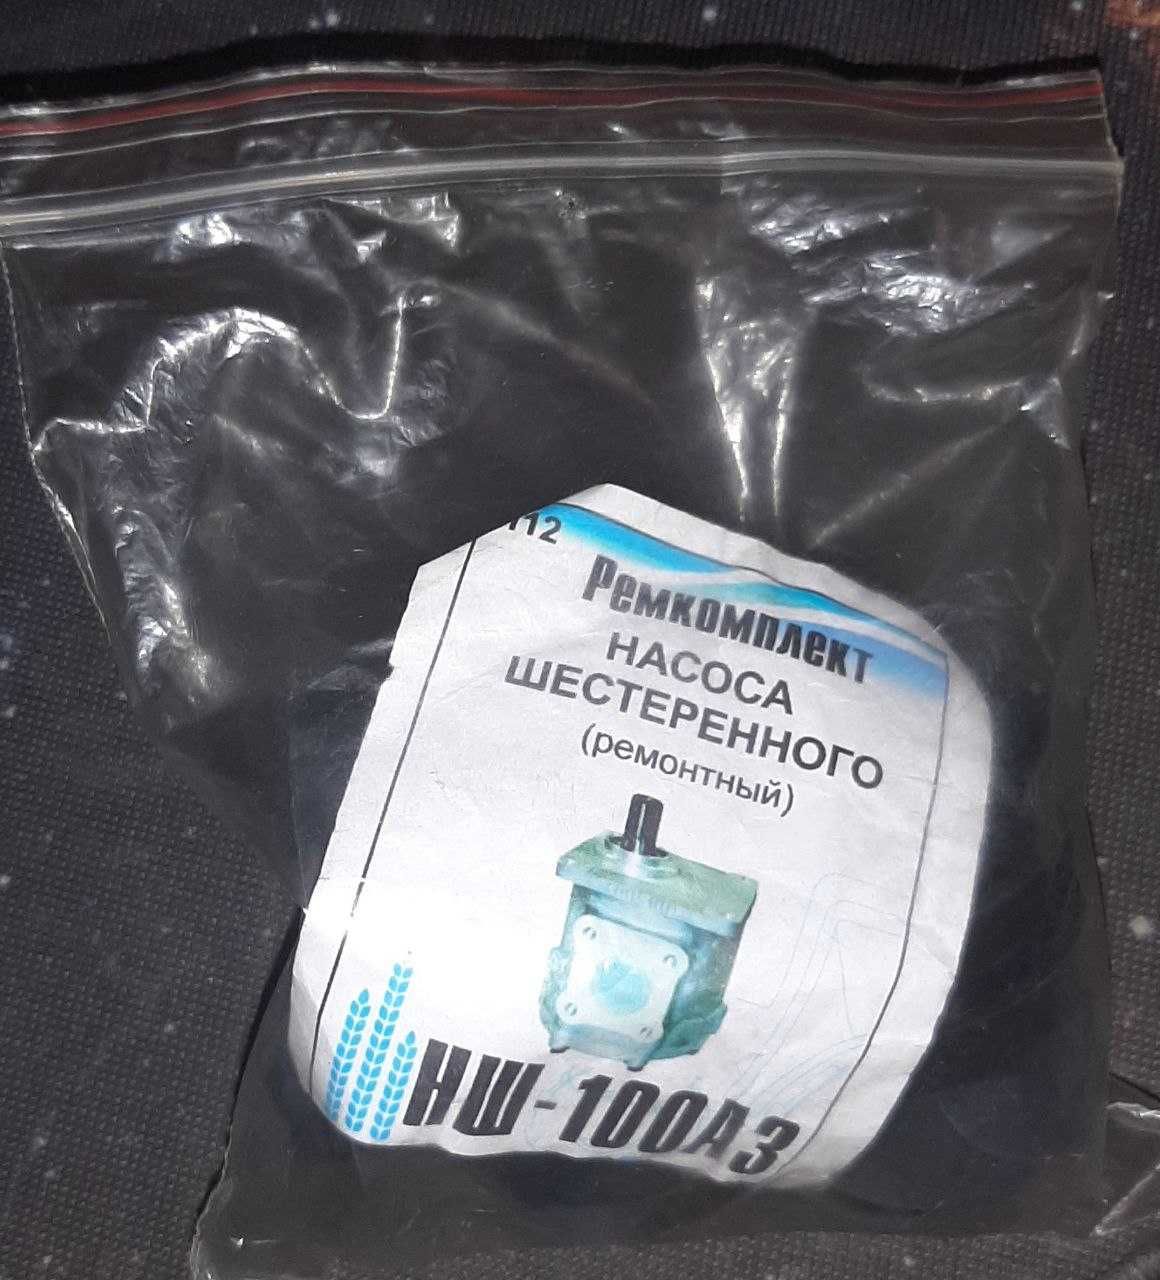 112
Ремкомплект
НАСОСА
ШЕСТЕРЕННОГО
(ремонтный)
НШ-100А3